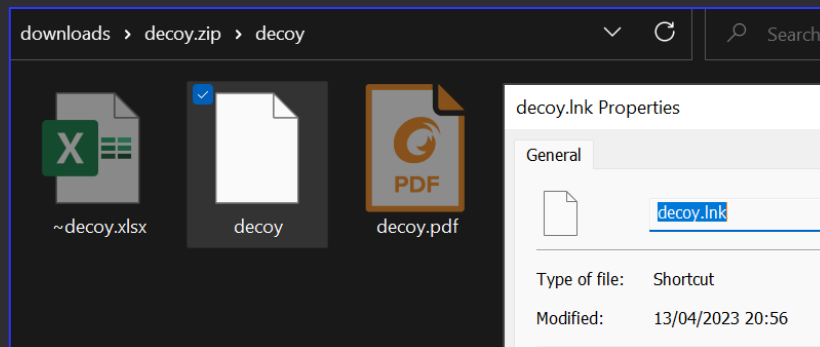 downloads > decoy.zip > decoy
Search
decoy.lnk Properties
General
X
PDF
decoy.lnk
~decoy.xlsx
decoy
decoy.pdf
Type of file: Shortcut
Modified: 13/04/2023 20:56